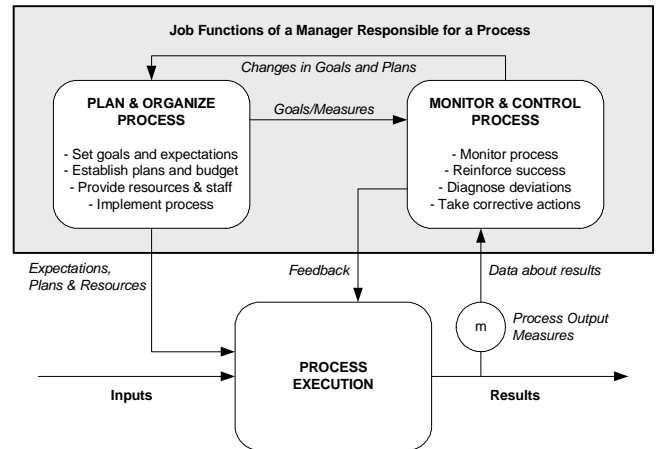 Job Functions of a Manager Responsible for a Process
Changes in Goals and Plans
PLAN & ORGANIZE
PROCESS
- Set goals and expectations
- Establish plans and budget
- Provide resources & staff
- Implement process
Goals/Measures
MONITOR & CONTROL
PROCESS
- Monitor process
- Reinforce success
- Diagnose deviations
- Take corrective actions
Expectations,
Plans & Resources
Feedback
Data about results
m
Process Output
Measures
PROCESS
EXECUTION
Inputs
Results